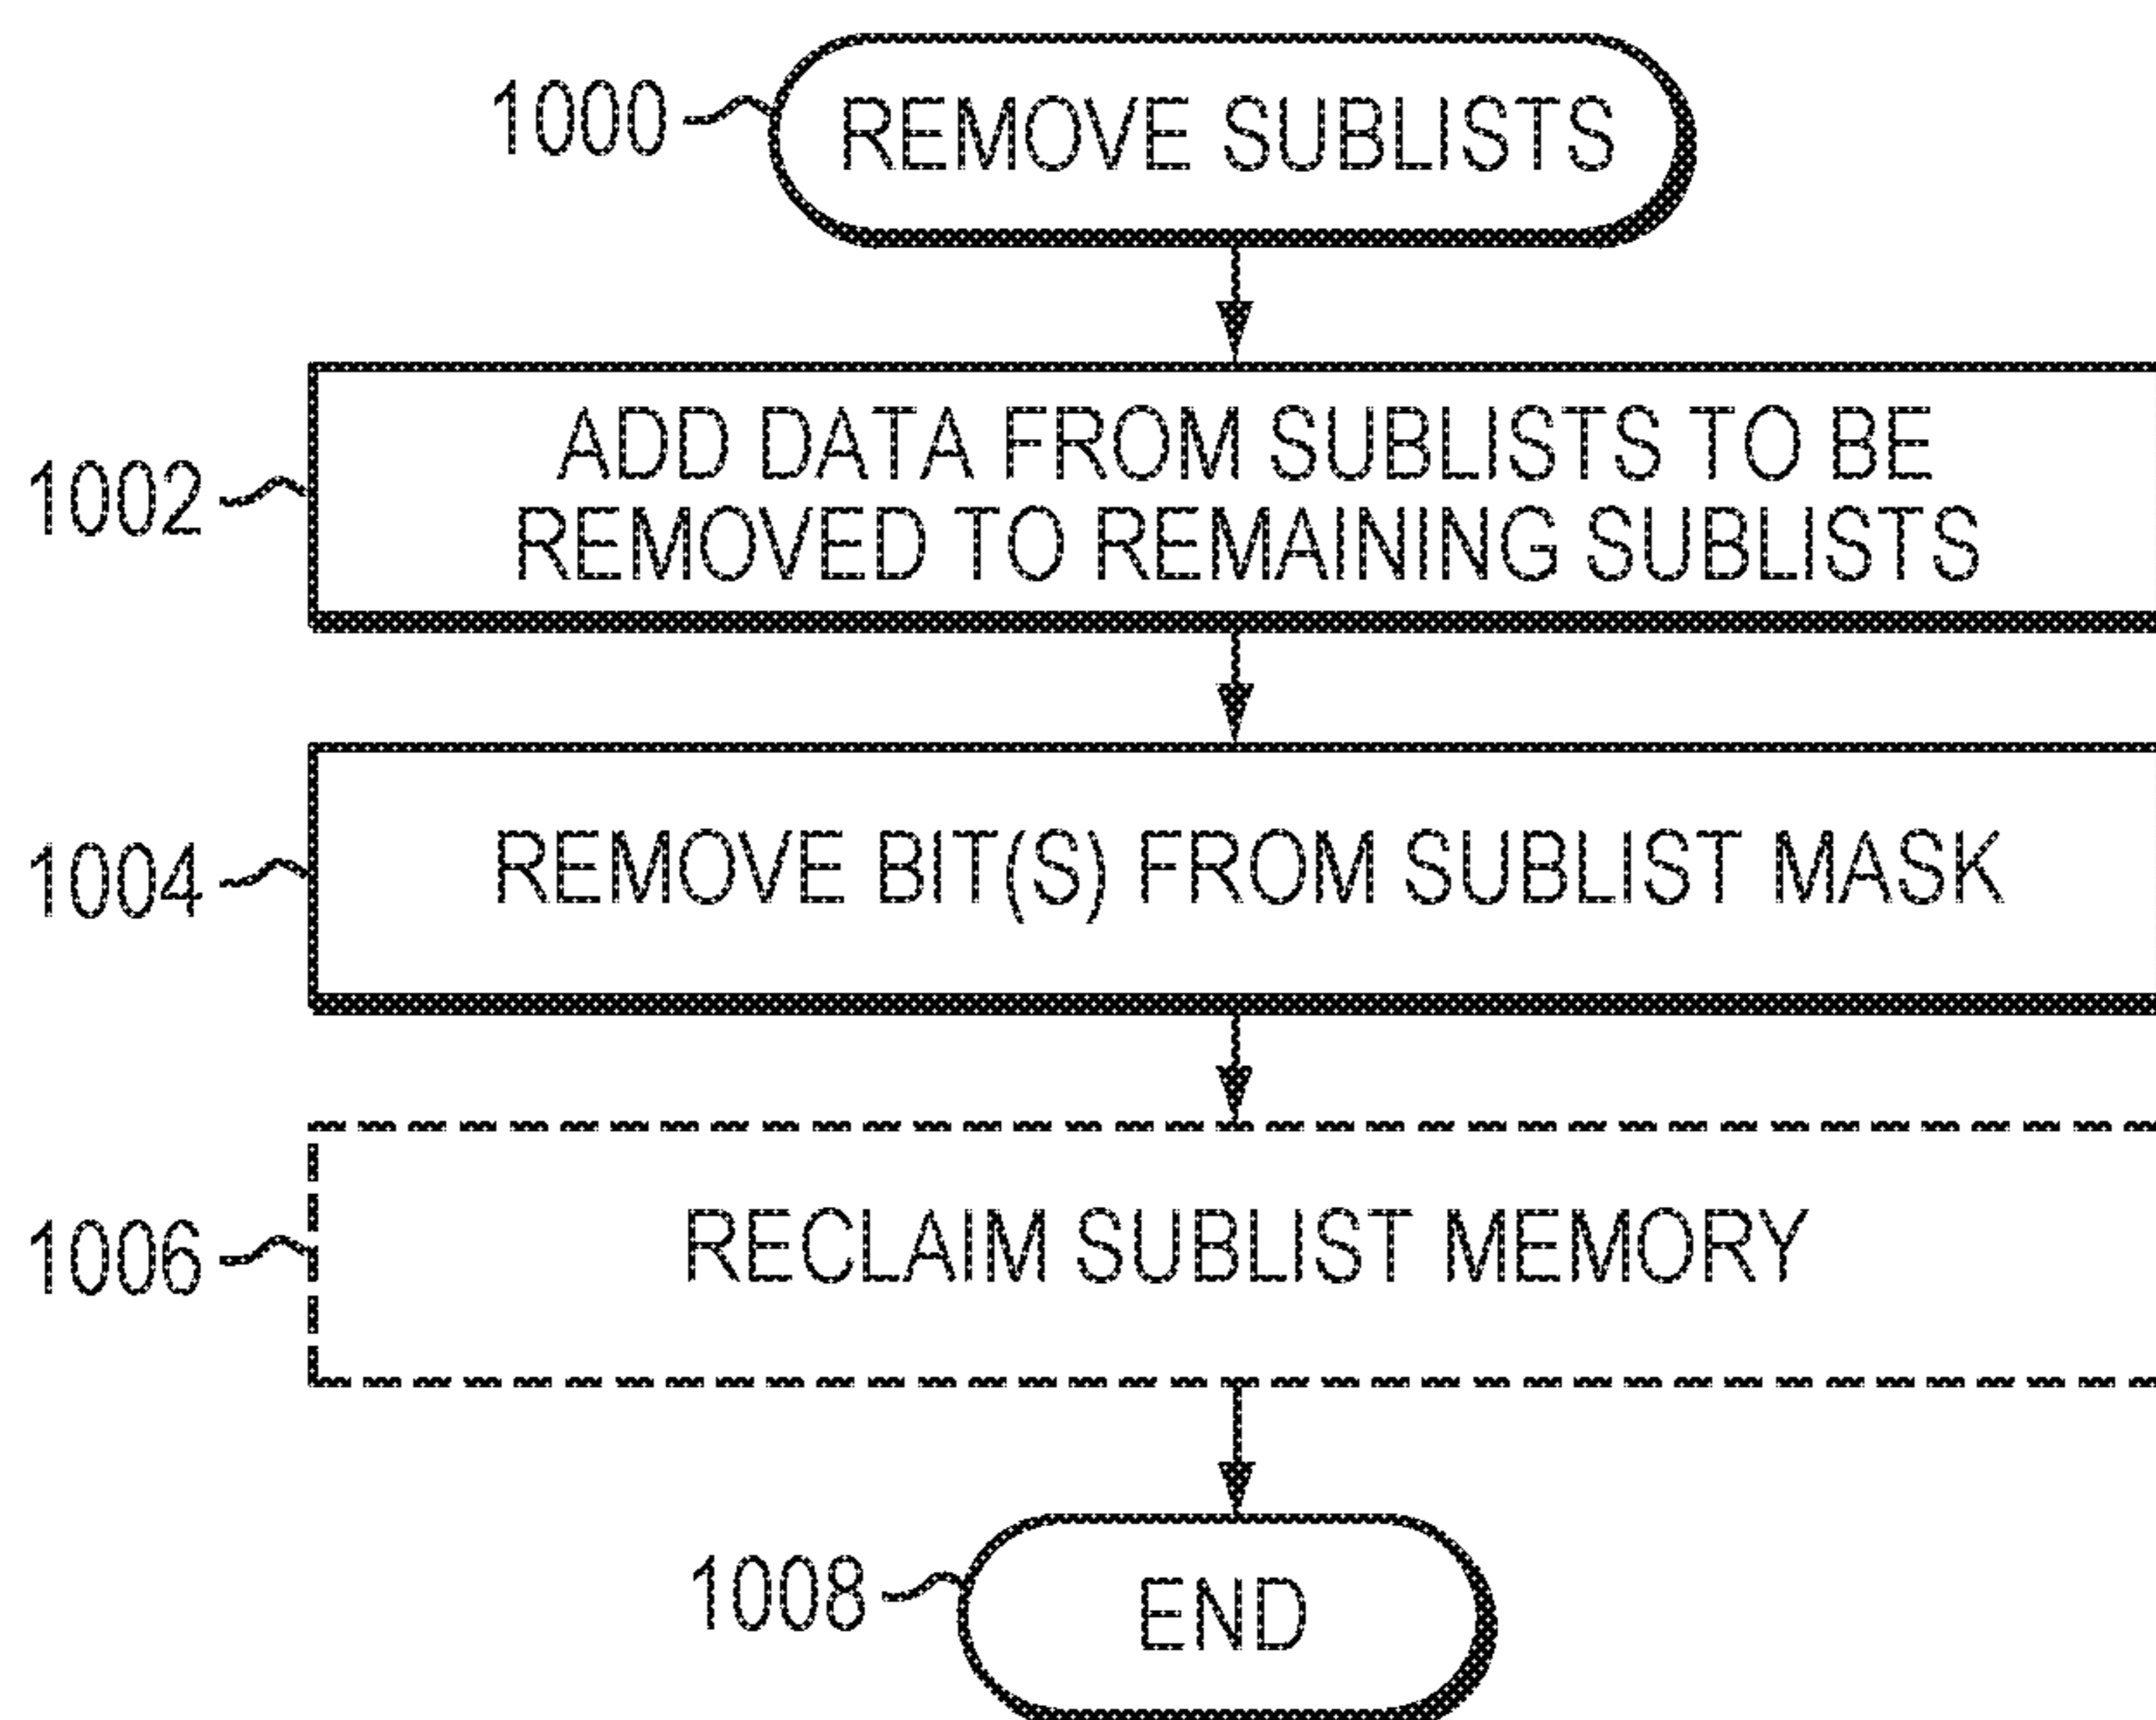 1000 REMOVE SUBLISTS
1002 ADD DATA FROM SUBLISTS TO BE
REMOVED TO REMAINING SUBLISTS
1004 REMOVE BIT(S) FROM SUBLIST MASK
1006 RECLAIM SUBLIST MEMORY
1008 END